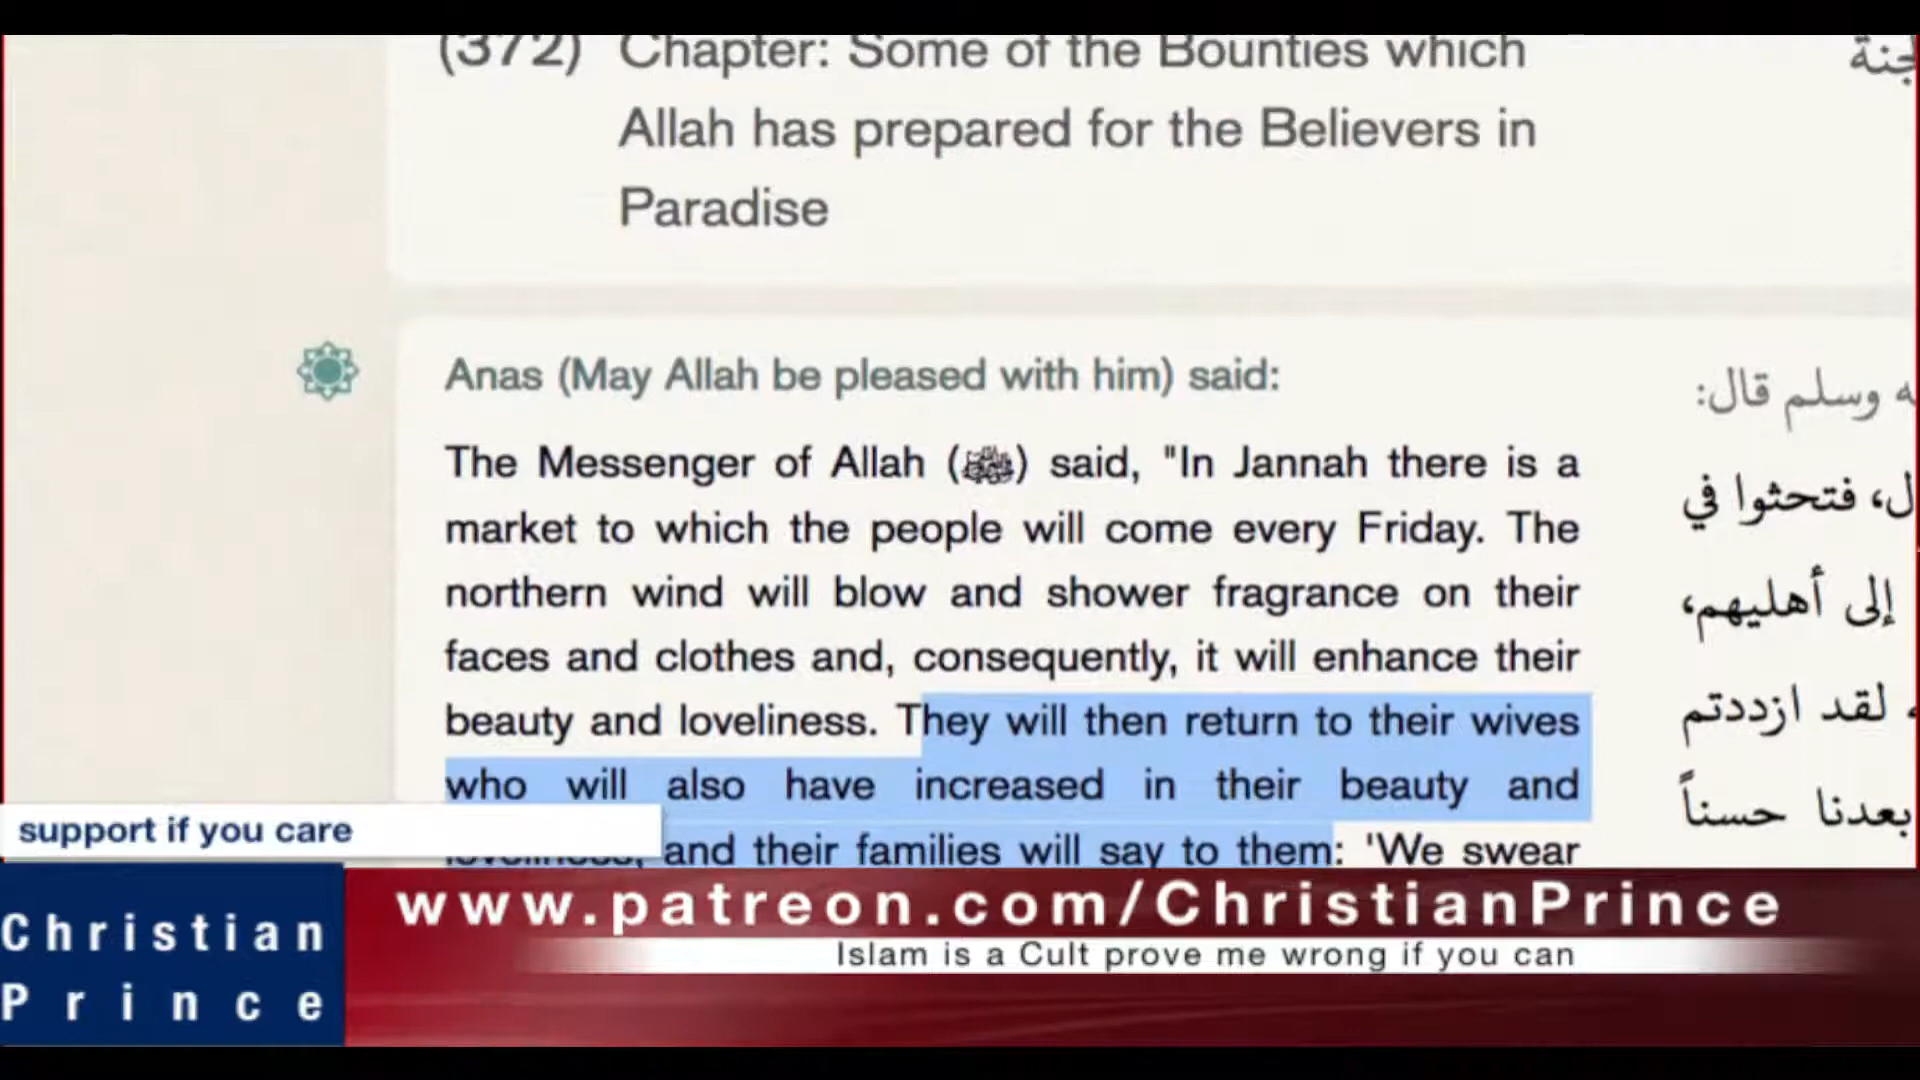 (372) Chapter: Some of the Bounties which
Allah has prepared for the Believers in
Paradise
Anas (May Allah be pleased with him) said:
The Messenger of Allah (ﷺ) said, "In Jannah there is a
market to which the people will come every Friday. The
northern wind will blow and shower fragrance on their
faces and clothes and, consequently, it will enhance their
beauty and loveliness. They will then return to their wives
who will also have increased in their beauty and
loveliness, and their families will say to them: 'We swear
وسلم قال:
فتحثوا في
إلى أهليهم،
لقد ازددتم
بعدنا حسناً
support if you care
Christian
Prince
www.patreon.com/ChristianPrince
Islam is a Cult prove me wrong if you can